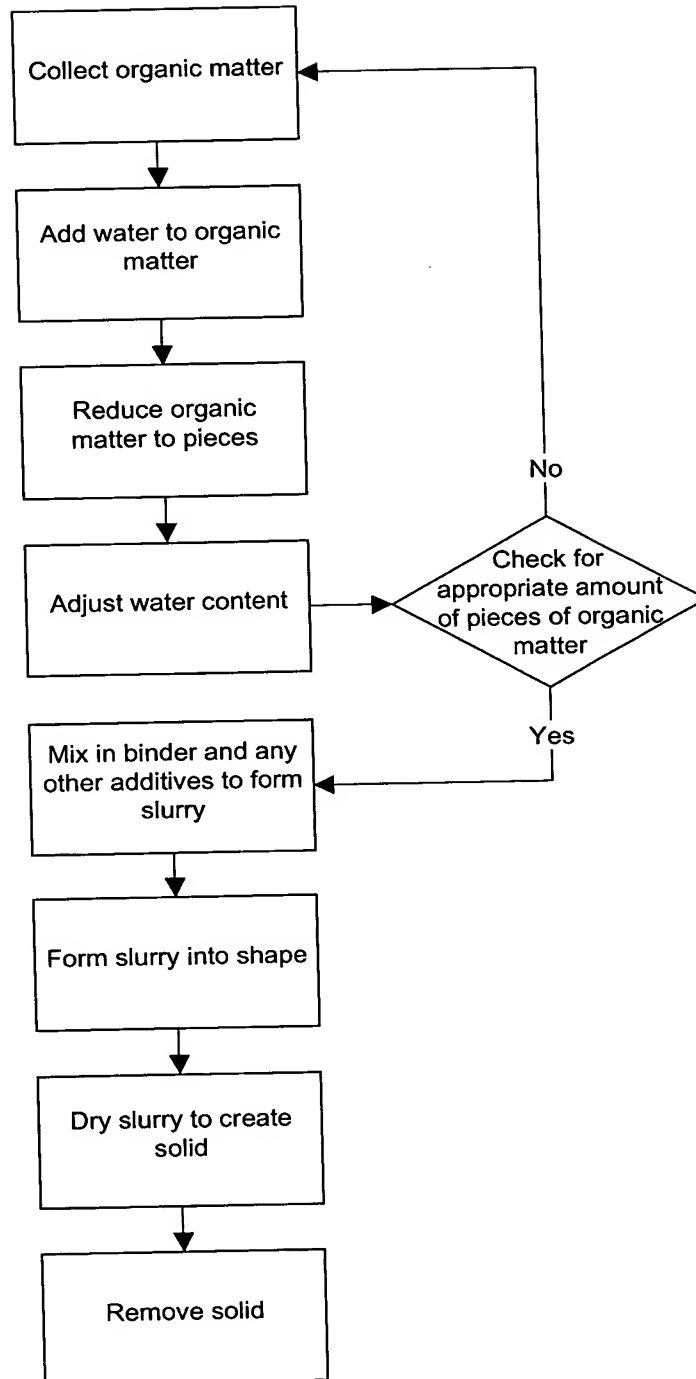 Collect organic matter
Add water to organic
matter
Reduce organic
matter to pieces
No
Adjust water content
Check for
appropriate amount
of pieces of organic
matter
Yes
Mix in binder and any
other additives to form
slurry
Form slurry into shape
Dry slurry to create
solid
Remove solid